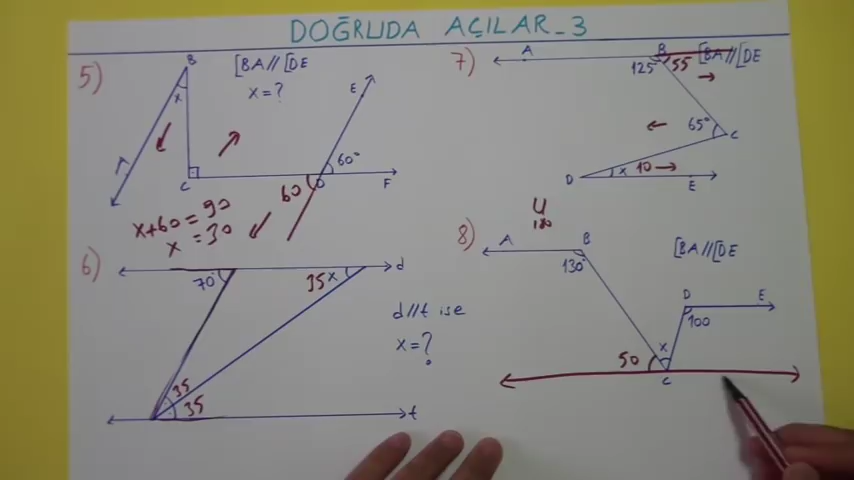 DOĞRUDA AÇILAR_3
5)
B
[BA//[DE
x
x=?
E
60°
A
C
60
D
F
x+60=90
x=30
6)
d
70°
35
x
d//t ise
x=?
35
35
t
7)
A
B
[BA//[DE
125°
55
65°
C
D
x
10
E
U
180
8)
A
B
[BA//[DE
130°
D
E
100
x
50
C